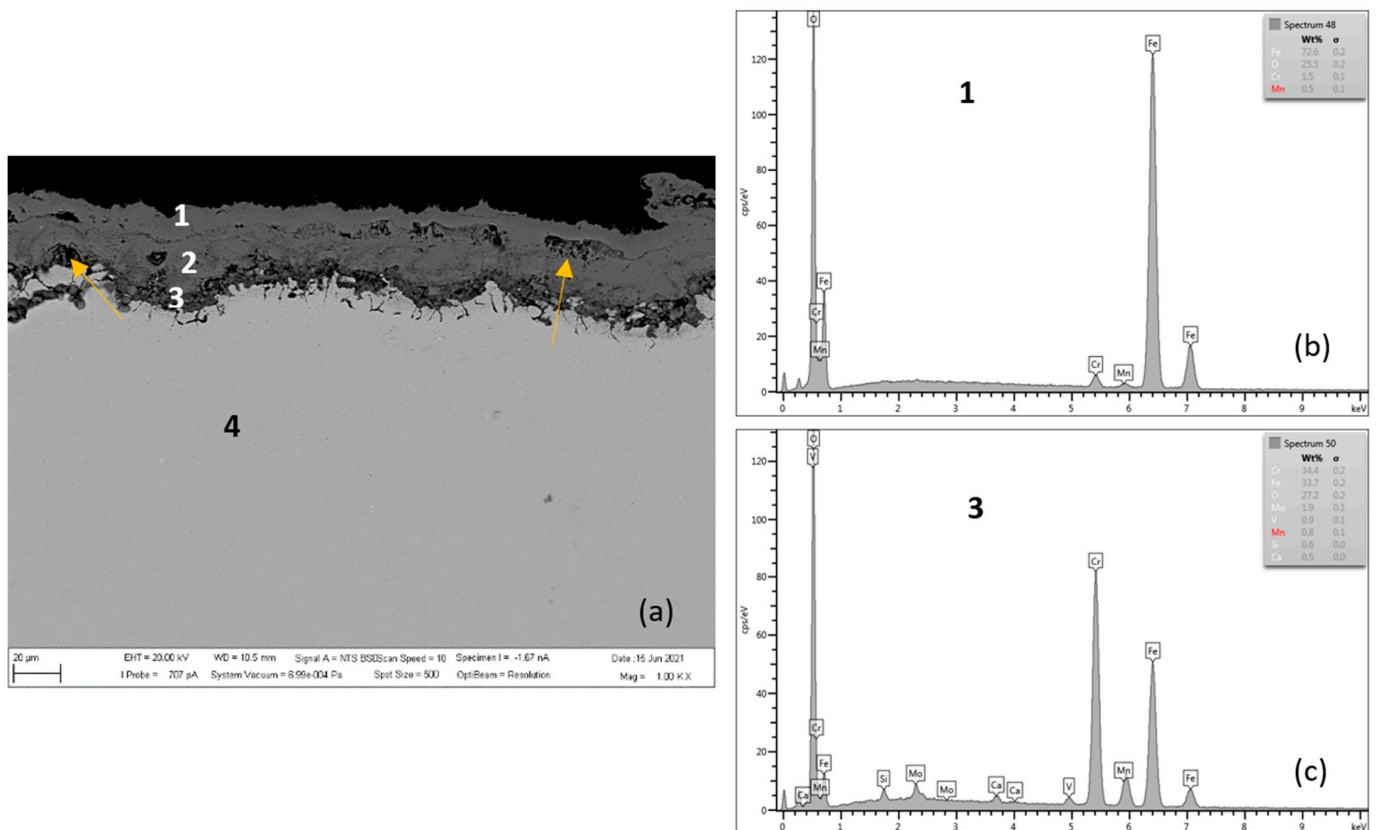 1
2
3
4
(a)
20 µm
EHT = 20.00 kV WD = 10.5 mm Signal A = NTS BSD Scan Speed = 10 Specimen I = -1.67 nA Date :15 Jun 2021
I Probe = 707 pA System Vacuum = 6.99e-004 Pa Spot Size = 500 OptiBeam = Resolution Mag = 1.00 K X
Spectrum 48
Wt% σ
Fe 72.6 0.2
O 25.5 0.2
Cr 1.5 0.1
Mn 0.5 0.1
1
(b)
cps/eV
120
100
80
60
40
20
0
O
Fe
Cr
Mn
Fe
Cr
Mn
Fe
0 1 2 3 4 5 6 7 8 9 keV
Spectrum 50
Wt% σ
Cr 34.4 0.2
Fe 33.7 0.2
O 27.2 0.2
Mo 1.9 0.1
V 0.9 0.1
Mn 0.8 0.1
Si 0.6 0.0
Ca 0.5 0.0
3
(c)
cps/eV
120
100
80
60
40
20
0
O
V
Cr
Fe
Mn
Ca
Si
Mo
Mo
Ca
Ca
V
Cr
Mn
Fe
Fe
0 1 2 3 4 5 6 7 8 9 keV